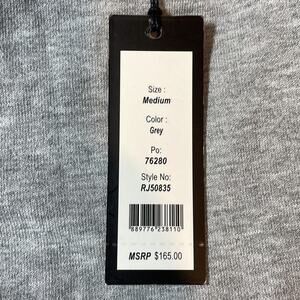 Size :
Medium
Color :
Grey
Po:
76280
Style No:
RJ50835
889776238110
MSRP $165.00